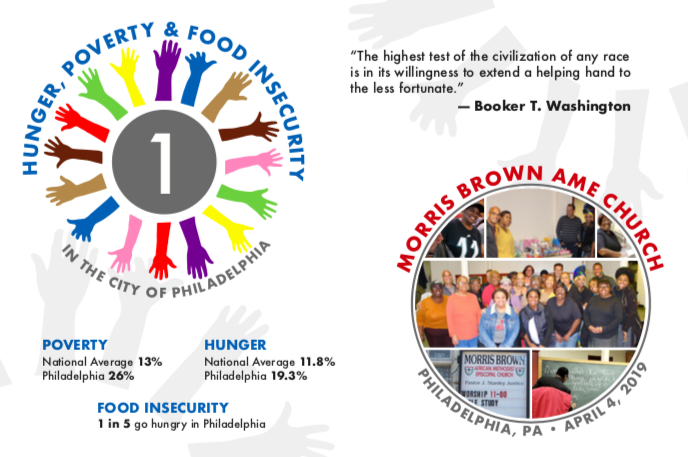 HUNGER, POVERTY & FOOD INSECURITY
1
IN THE CITY OF PHILADELPHIA
POVERTY
National Average 13%
Philadelphia 26%
HUNGER
National Average 11.8%
Philadelphia 19.3%
FOOD INSECURITY
1 in 5 go hungry in Philadelphia
“The highest test of the civilization of any race
is in its willingness to extend a helping hand to
the less fortunate.”
— Booker T. Washington
MORRIS BROWN AME CHURCH
MORRIS BROWN
AFRICAN METHODIST
EPISCOPAL CHURCH
WORSHIP 11-00
STUDY
PHILADELPHIA, PA • APRIL 4, 2019